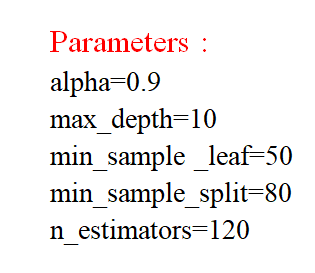 Parameters :
alpha=0.9
max_depth=10
min_sample _leaf=50
min_sample_split=80
n_estimators=120